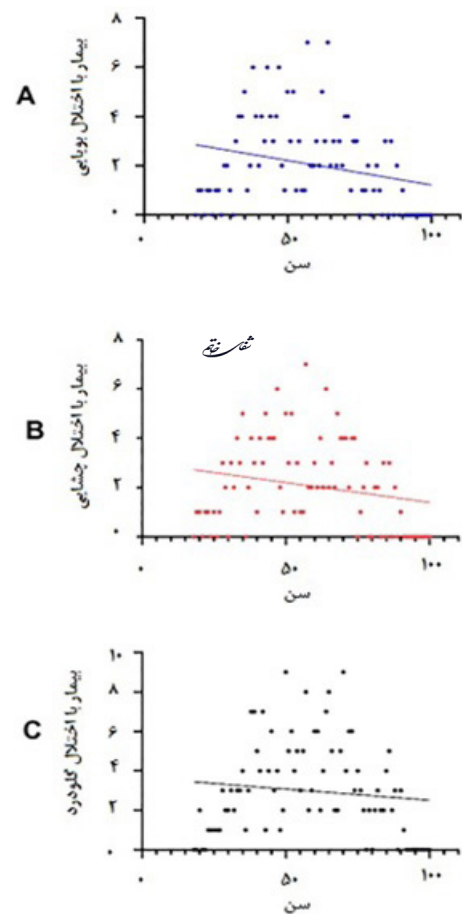 A
بیمار با اختلال بویایی
۸
۶
۴
۲
۰
۰ ۵۰ ۱۰۰
سن
شفای خاتم
B
بیمار با اختلال چشایی
۸
۶
۴
۲
۰
۰ ۵۰ ۱۰۰
سن
C
بیمار با اختلال گلودرد
۱۰
۸
۶
۴
۲
۰
۰ ۵۰ ۱۰۰
سن